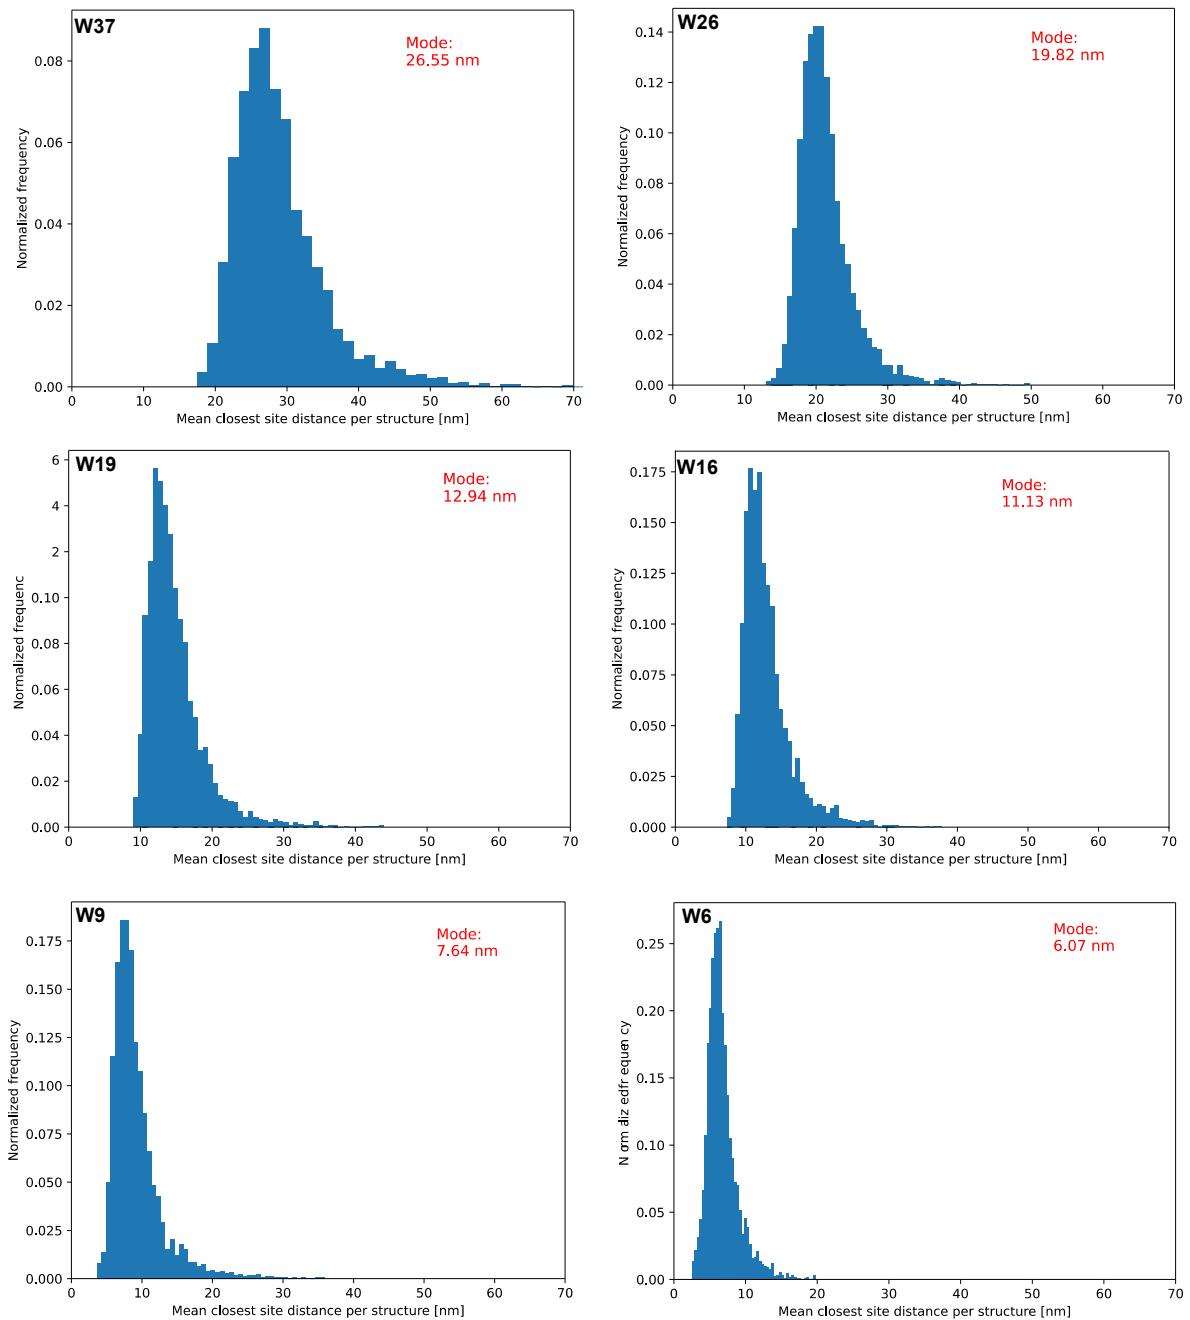 W37
Mode:
26.55 nm
Normalized frequency
0.08
0.06
0.04
0.02
0.00
0 10 20 30 40 50 60 70
Mean closest site distance per structure [nm]
W26
Mode:
19.82 nm
Normalized frequency
0.14
0.12
0.10
0.08
0.06
0.04
0.02
0.00
0 10 20 30 40 50 60 70
Mean closest site distance per structure [nm]
W19
Mode:
12.94 nm
Normalized frequenc
6
4
2
0.10
0.08
0.06
0.04
0.02
0.00
0 10 20 30 40 50 60 70
Mean closest site distance per structure [nm]
W16
Mode:
11.13 nm
Normalized frequency
0.175
0.150
0.125
0.100
0.075
0.050
0.025
0.000
0 10 20 30 40 50 60 70
Mean closest site distance per structure [nm]
W9
Mode:
7.64 nm
Normalized frequency
0.175
0.150
0.125
0.100
0.075
0.050
0.025
0.000
0 10 20 30 40 50 60 70
Mean closest site distance per structure [nm]
W6
Mode:
6.07 nm
N orm aliz edfr equen cy
0.25
0.20
0.15
0.10
0.05
0.00
0 10 20 30 40 50 60 70
Mean closest site distance per structure [nm]